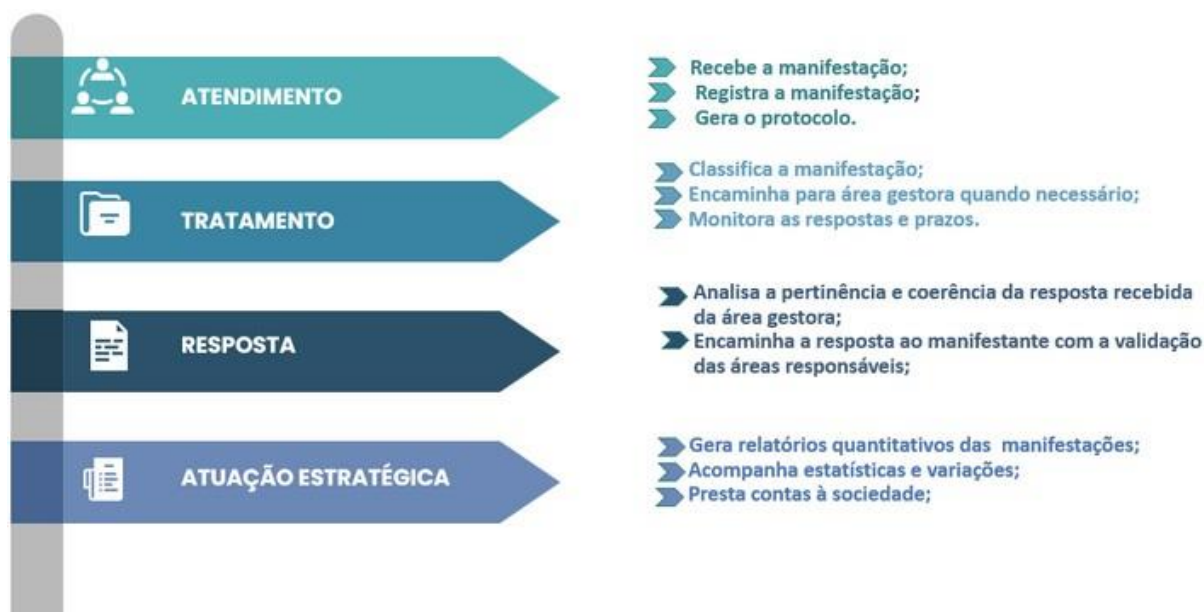 ATENDIMENTO
Recebe a manifestação;
Registra a manifestação;
Gera o protocolo.
TRATAMENTO
Classifica a manifestação;
Encaminha para área gestora quando necessário;
Monitora as respostas e prazos.
RESPOSTA
Analisa a pertinência e coerência da resposta recebida
da área gestora;
Encaminha a resposta ao manifestante com a validação
das áreas responsáveis;
ATUAÇÃO ESTRATÉGICA
Gera relatórios quantitativos das manifestações;
Acompanha estatísticas e variações;
Presta contas à sociedade;